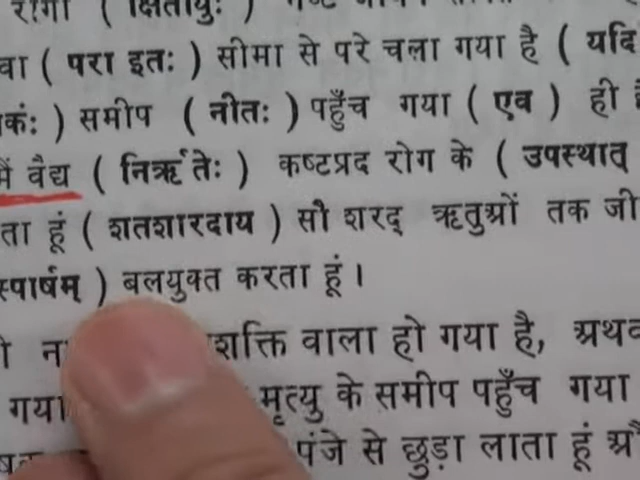 रोगी ( क्षितायुः )
वा ( परा इतः ) सीमा से परे चला गया है ( यदि
कंः ) समीप ( नीतः ) पहुँच गया ( एव ) ही
में वैद्य ( निर्ऋतेः ) कष्टप्रद रोग के ( उपस्थात्
ता हूं ( शतशारदाय ) सौ शरद् ऋतुओं तक जी
स्पार्षम् ) बलयुक्त करता हूं ।
शक्ति वाला हो गया है, अथव
गया मृत्यु के समीप पहुँच गया
पंजे से छुड़ा लाता हूं औ